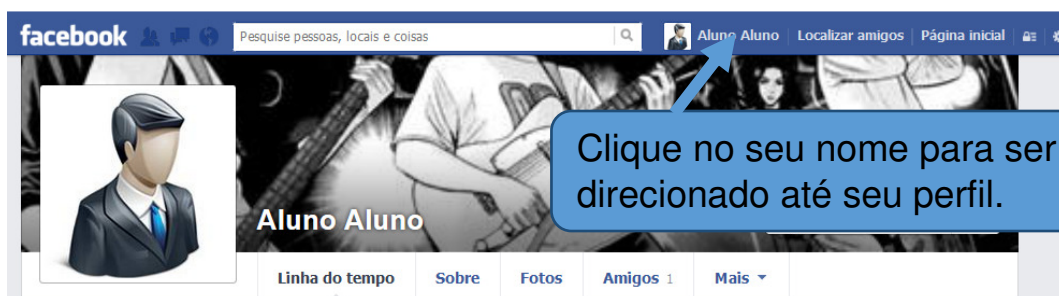 facebook Pesquise pessoas, locais e coisas Aluno Aluno Localizar amigos Página inicial
Clique no seu nome para ser
direcionado até seu perfil.
Aluno Aluno
Linha do tempo Sobre Fotos Amigos 1 Mais